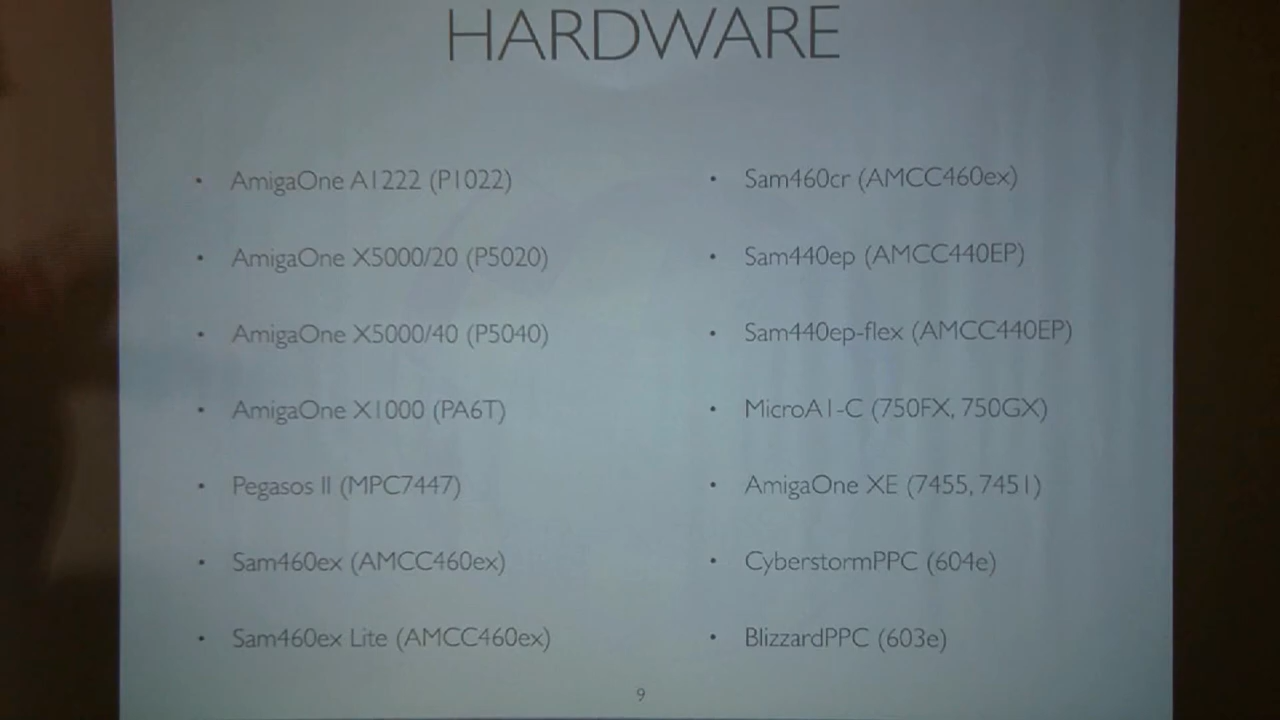 HARDWARE
• AmigaOne A1222 (P1022)
• AmigaOne X5000/20 (P5020)
• AmigaOne X5000/40 (P5040)
• AmigaOne X1000 (PA6T)
• Pegasos II (MPC7447)
• Sam460ex (AMCC460ex)
• Sam460ex Lite (AMCC460ex)
• Sam460cr (AMCC460ex)
• Sam440ep (AMCC440EP)
• Sam440ep-flex (AMCC440EP)
• MicroA1-C (750FX, 750GX)
• AmigaOne XE (7455, 7451)
• CyberstormPPC (604e)
• BlizzardPPC (603e)
9